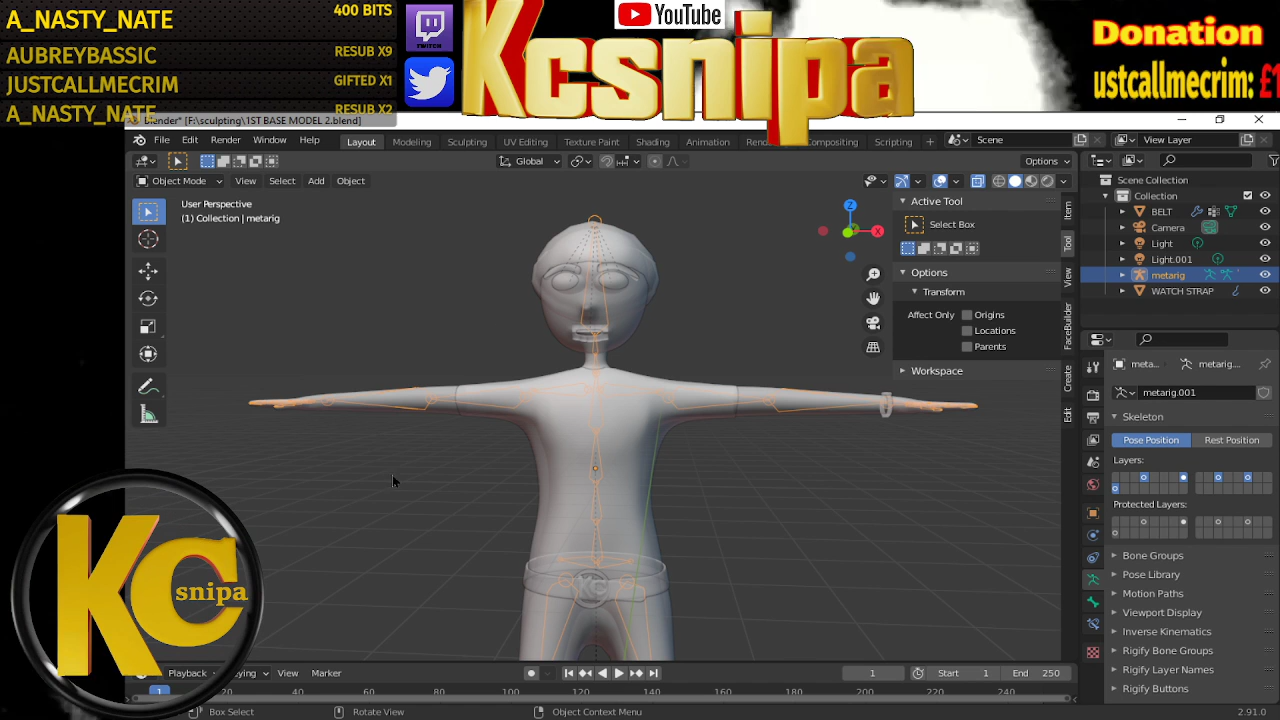 A_NASTY_NATE 400 BITS
AUBREYBASSIC RESUB X9
JUSTCALLMECRIM GIFTED X1
A_NASTY_NATE RESUB X2
TWITCH
YouTube
Kcsnipa
Donation
ustcallmecrim: £1
Blender* [F:\sculpting\1ST BASE MODEL 2.blend]
File Edit Render Window Help Layout Modeling Sculpting UV Editing Texture Paint Shading Animation Compositing Scripting + Scene View Layer
Global Options
Object Mode View Select Add Object
User Perspective
(1) Collection | metarig
Z
X
Active Tool
Select Box
Options
Transform
Affect Only Origins
Locations
Parents
Workspace
Item
Tool
View
FaceBuilder
Create
Edit
Scene Collection
Collection
BELT
Camera
Light
Light.001
metarig
WATCH STRAP
meta... metarig....
metarig.001
Skeleton
Pose Position Rest Position
Layers:
Protected Layers:
Bone Groups
Pose Library
Motion Paths
Viewport Display
Inverse Kinematics
Rigify Bone Groups
Rigify Layer Names
Rigify Buttons
KC
KC
snipa
Playback View Marker 1 Start 1 End 250
1 20 40 60 80 100 120 140 160 180 200 220 240
Box Select Rotate View Object Context Menu 2.91.0